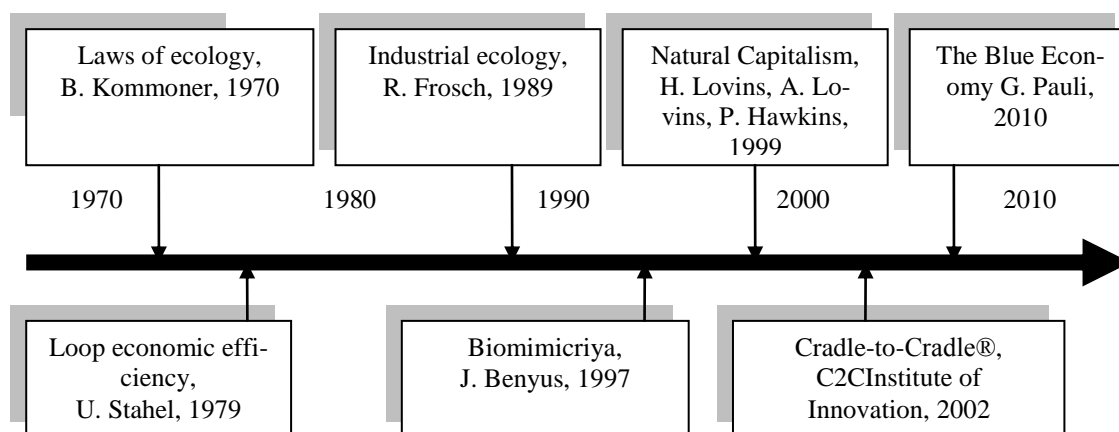 Laws of ecology,
B. Kommoner, 1970
Industrial ecology,
R. Frosch, 1989
Natural Capitalism,
H. Lovins, A. Lo-
vins, P. Hawkins,
1999
The Blue Econ-
omy G. Pauli,
2010
1970
1980
1990
2000
2010
Loop economic effi-
ciency,
U. Stahel, 1979
Biomimicriya,
J. Benyus, 1997
Cradle-to-Cradle®,
C2CInstitute of
Innovation, 2002